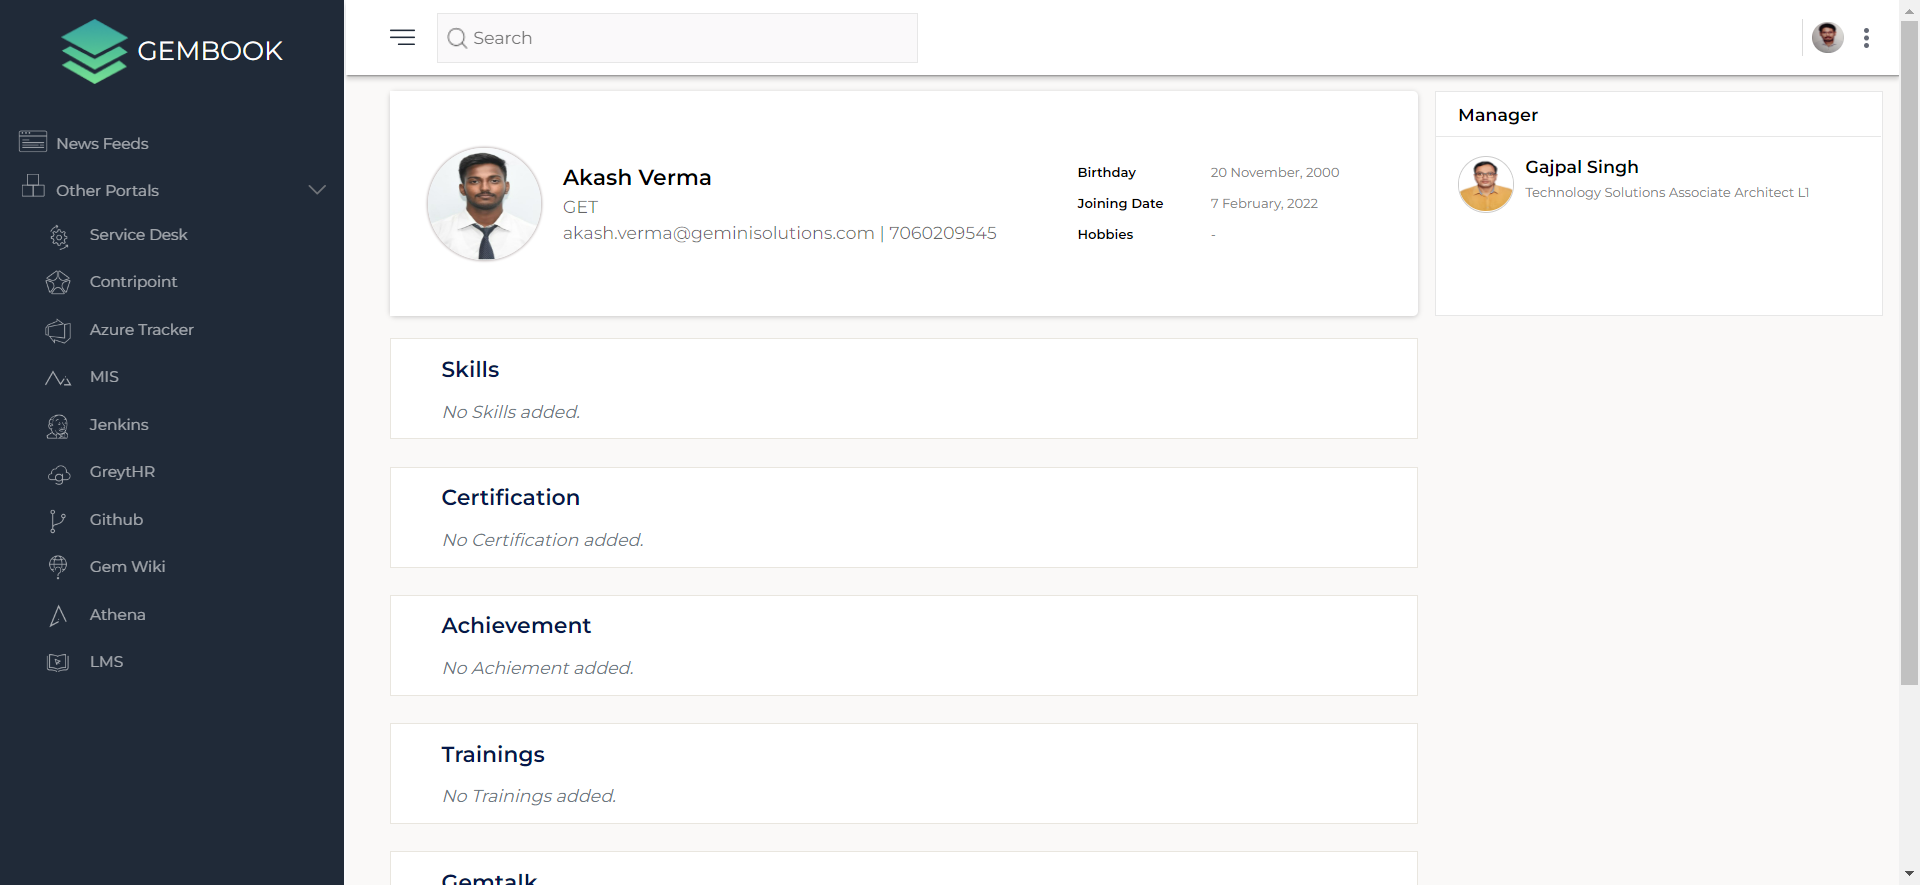 GEMBOOK
News Feeds
Other Portals
Service Desk
Contripoint
Azure Tracker
MIS
Jenkins
GreytHR
Github
Gem Wiki
Athena
LMS
Search
Akash Verma
GET
akash.verma@geminisolutions.com | 7060209545
Birthday 20 November, 2000
Joining Date 7 February, 2022
Hobbies -
Manager
Gajpal Singh
Technology Solutions Associate Architect L1
Skills
No Skills added.
Certification
No Certification added.
Achievement
No Achiement added.
Trainings
No Trainings added.
Gemtalk